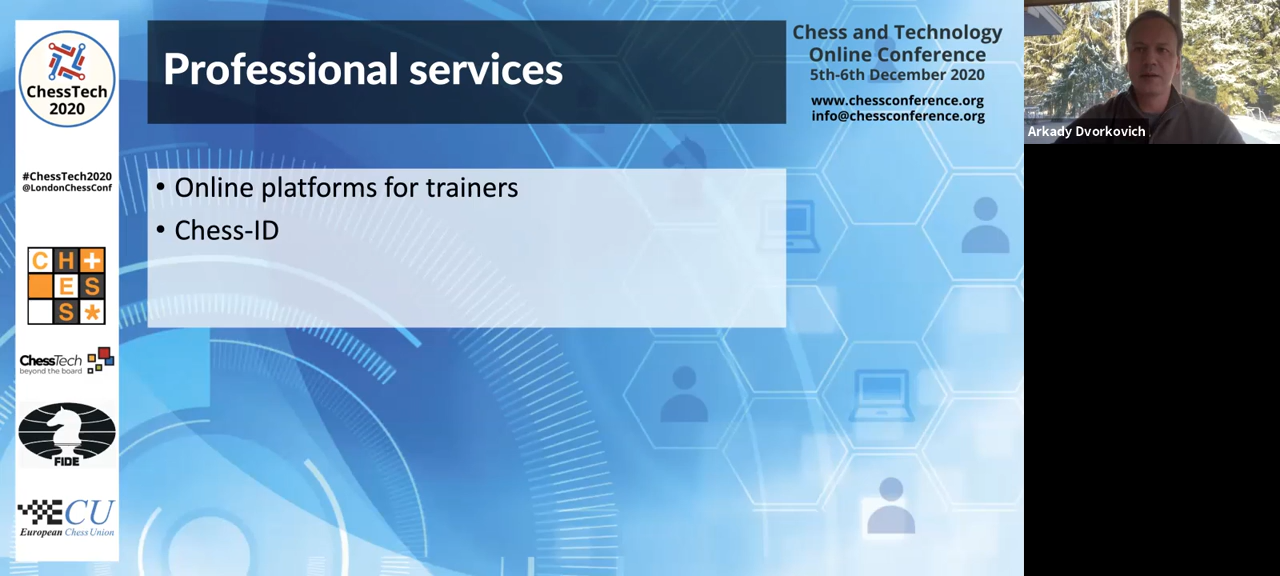 ChessTech
2020
#ChessTech2020
@LondonChessConf
CH+
ES
S*
ChessTech
beyond the board
FIDE
ECU
European Chess Union
Professional services
• Online platforms for trainers
• Chess-ID
Chess and Technology
Online Conference
5th-6th December 2020
www.chessconference.org
info@chessconference.org
Arkady Dvorkovich